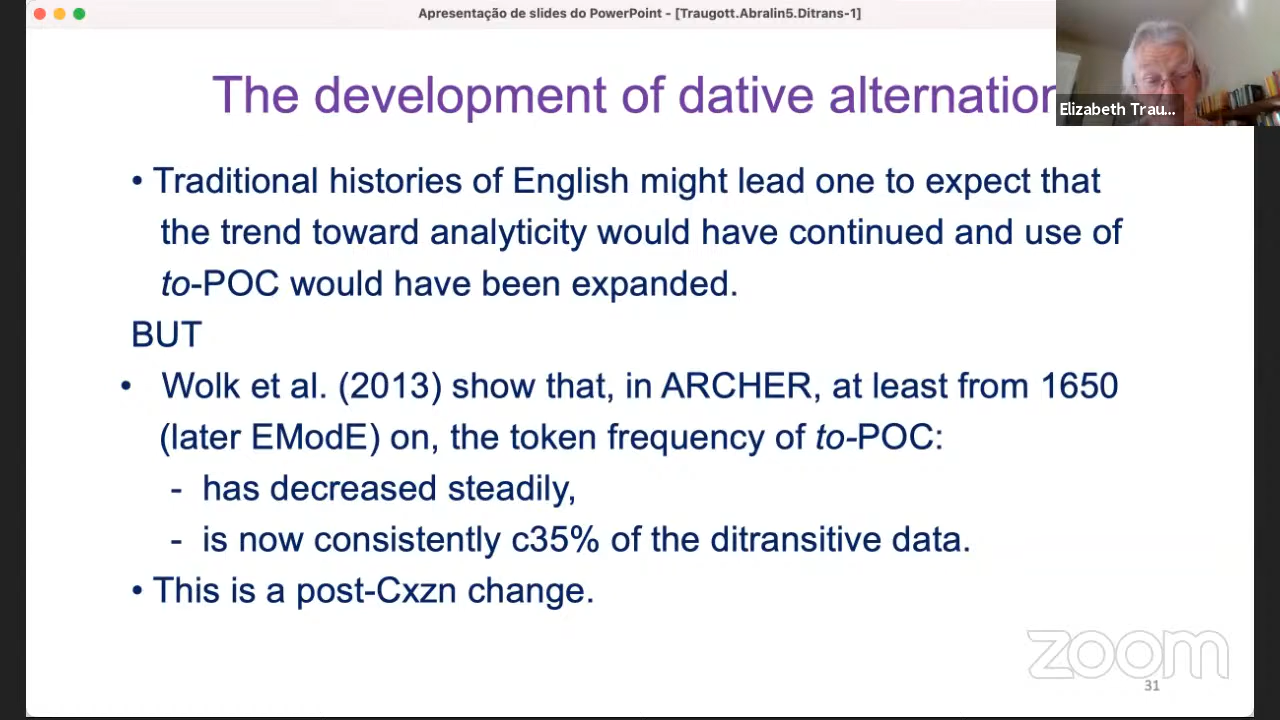 Apresentação de slides do PowerPoint - [Traugott.Abralin5.Ditrans-1]
The development of dative alternation
Elizabeth Trau...
• Traditional histories of English might lead one to expect that
the trend toward analyticity would have continued and use of
to-POC would have been expanded.
BUT
• Wolk et al. (2013) show that, in ARCHER, at least from 1650
(later EModE) on, the token frequency of to-POC:
- has decreased steadily,
- is now consistently c35% of the ditransitive data.
• This is a post-Cxzn change.
zoom
31